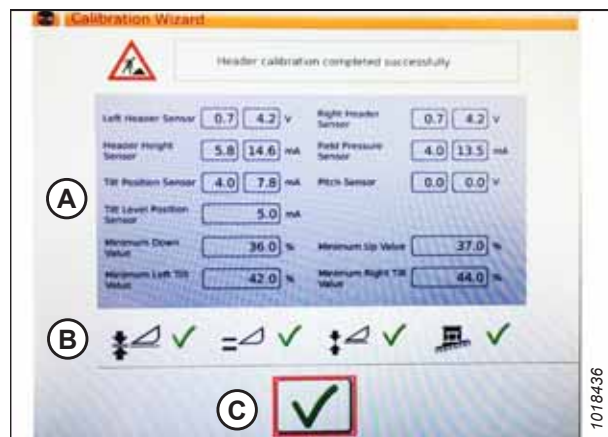 Calibration Wizard
Header calibration completed successfully
Left Header Sensor 0.7 4.2 V Right Header Sensor 0.7 4.2 V
Header Height Sensor 5.8 14.6 mA Field Pressure Sensor 4.0 13.5 mA
A
Tilt Position Sensor 4.0 7.8 mA Pitch Sensor 0.0 0.0 V
Tilt Level Position Sensor 5.0 mA
Minimum Down Value 36.0 % Minimum Up Value 37.0 %
Minimum Left Tilt Value 42.0 % Minimum Right Tilt Value 44.0 %
B
C
1018436